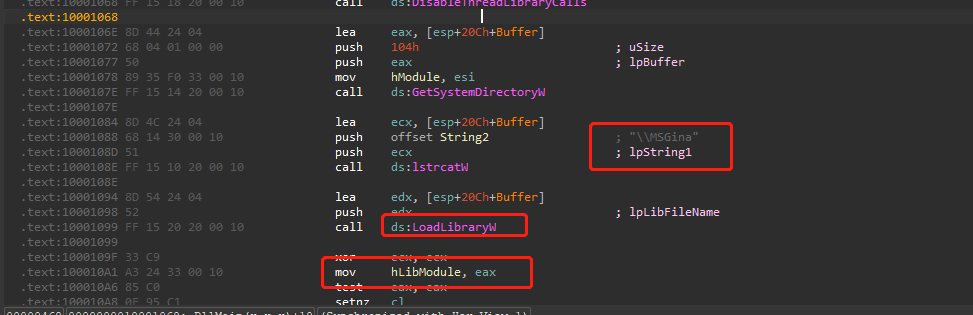 .text:10001068 FF 15 18 20 00 10 call ds:DisableThreadLibraryCalls
.text:10001068
.text:1000106E 8D 44 24 04 lea eax, [esp+20Ch+Buffer]
.text:10001072 68 04 01 00 00 push 104h ; uSize
.text:10001077 50 push eax ; lpBuffer
.text:10001078 89 35 F0 33 00 10 mov hModule, esi
.text:1000107E FF 15 14 20 00 10 call ds:GetSystemDirectoryW
.text:1000107E
.text:10001084 8D 4C 24 04 lea ecx, [esp+20Ch+Buffer]
.text:10001088 68 14 30 00 10 push offset String2 ; "\\MSGina"
.text:1000108D 51 push ecx ; lpString1
.text:1000108E FF 15 10 20 00 10 call ds:lstrcatW
.text:1000108E
.text:10001094 8D 54 24 04 lea edx, [esp+20Ch+Buffer]
.text:10001098 52 push edx ; lpLibFileName
.text:10001099 FF 15 20 20 00 10 call ds:LoadLibraryW
.text:10001099
.text:1000109F 33 C9 xor ecx, ecx
.text:100010A1 A3 24 33 00 10 mov hLibModule, eax
.text:100010A6 85 C0 test eax, eax
.text:100010A8 0F 95 C1 setnz cl